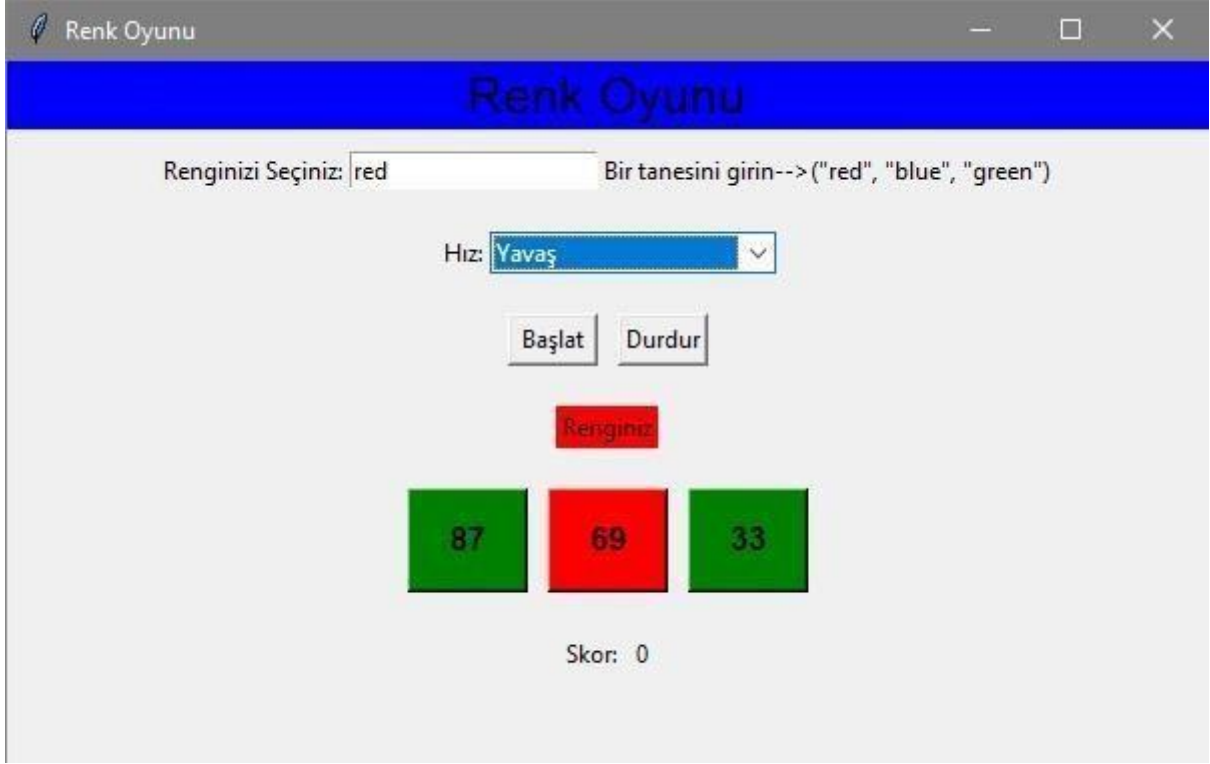 Renk Oyunu
Renk Oyunu
Renginizi Seçiniz: red Bir tanesini girin-->("red", "blue", "green")
Hız: Yavaş
Başlat Durdur
Renginiz
87 69 33
Skor: 0